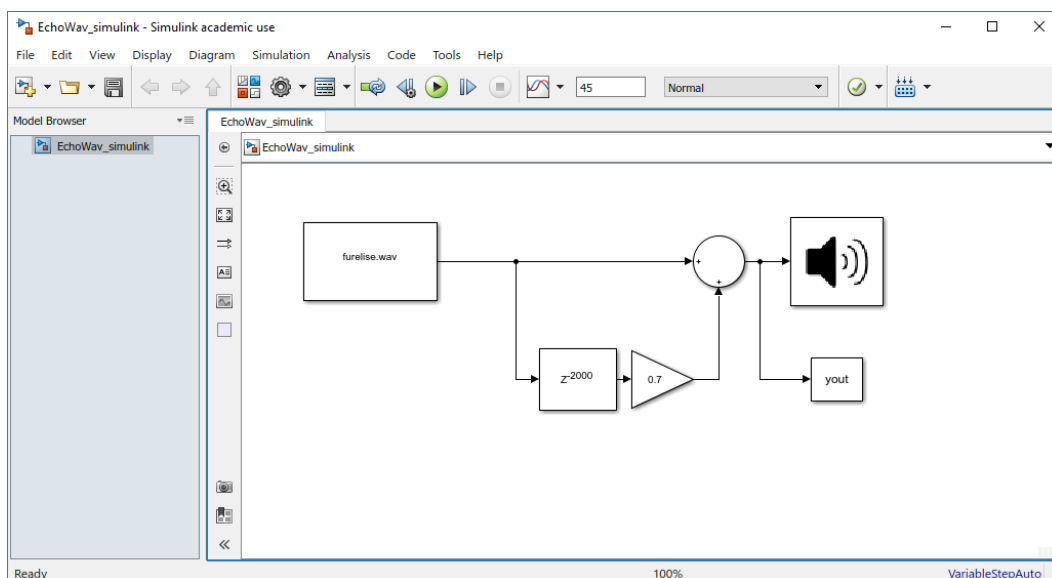 EchoWav_simulink - Simulink academic use
File Edit View Display Diagram Simulation Analysis Code Tools Help
45 Normal
Model Browser
EchoWav_simulink
EchoWav_simulink
EchoWav_simulink
furelise.wav
+
+
z-2000
0.7
yout
Ready 100% VariableStepAuto